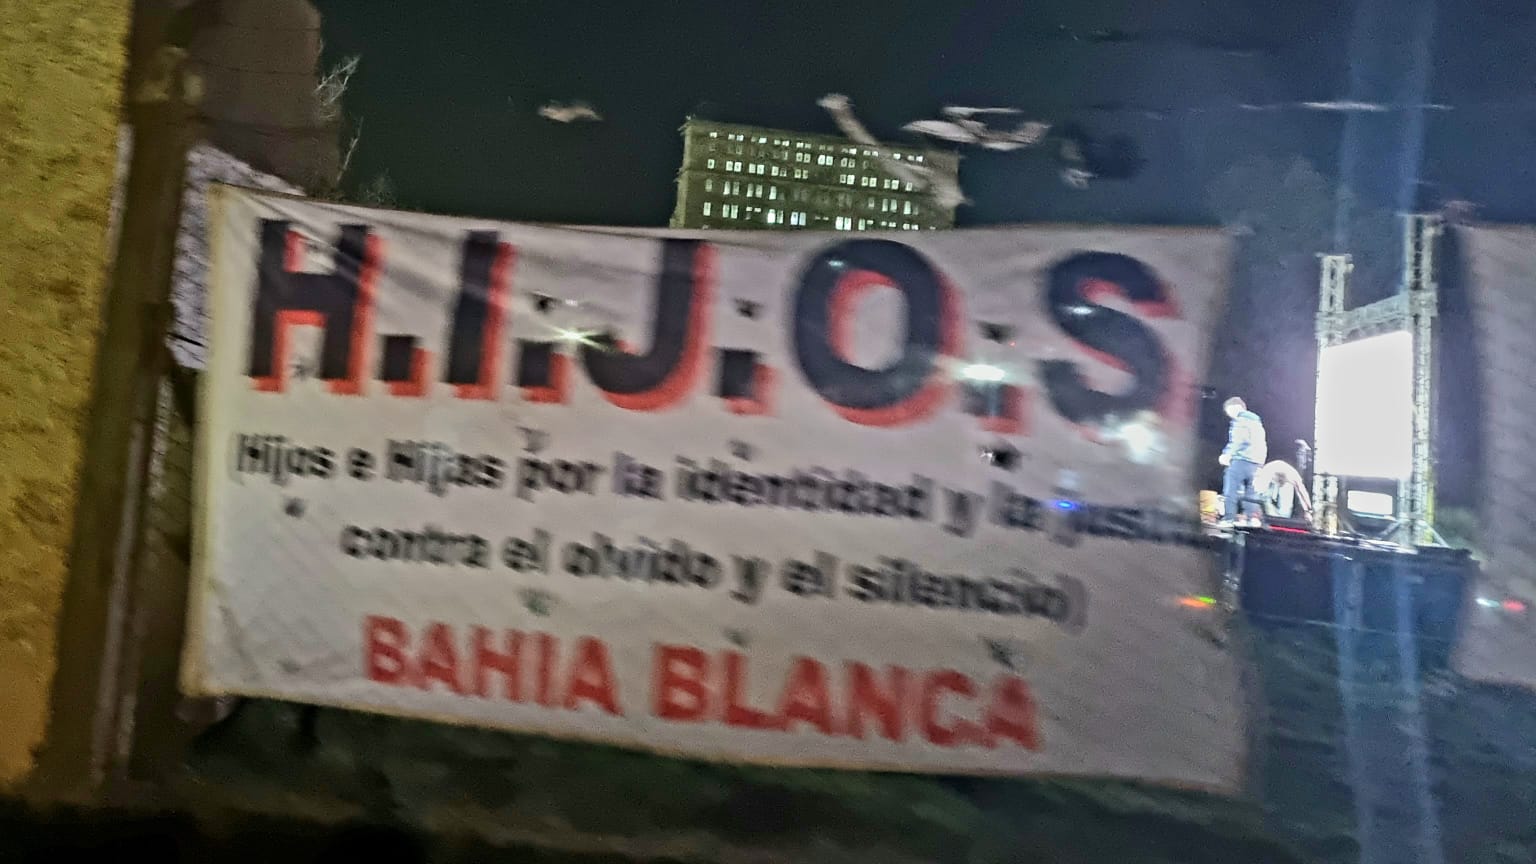 H.I.J.O.S
(Hijos e Hijas por la identidad y la justicia
contra el olvido y el silencio)
BAHIA BLANCA